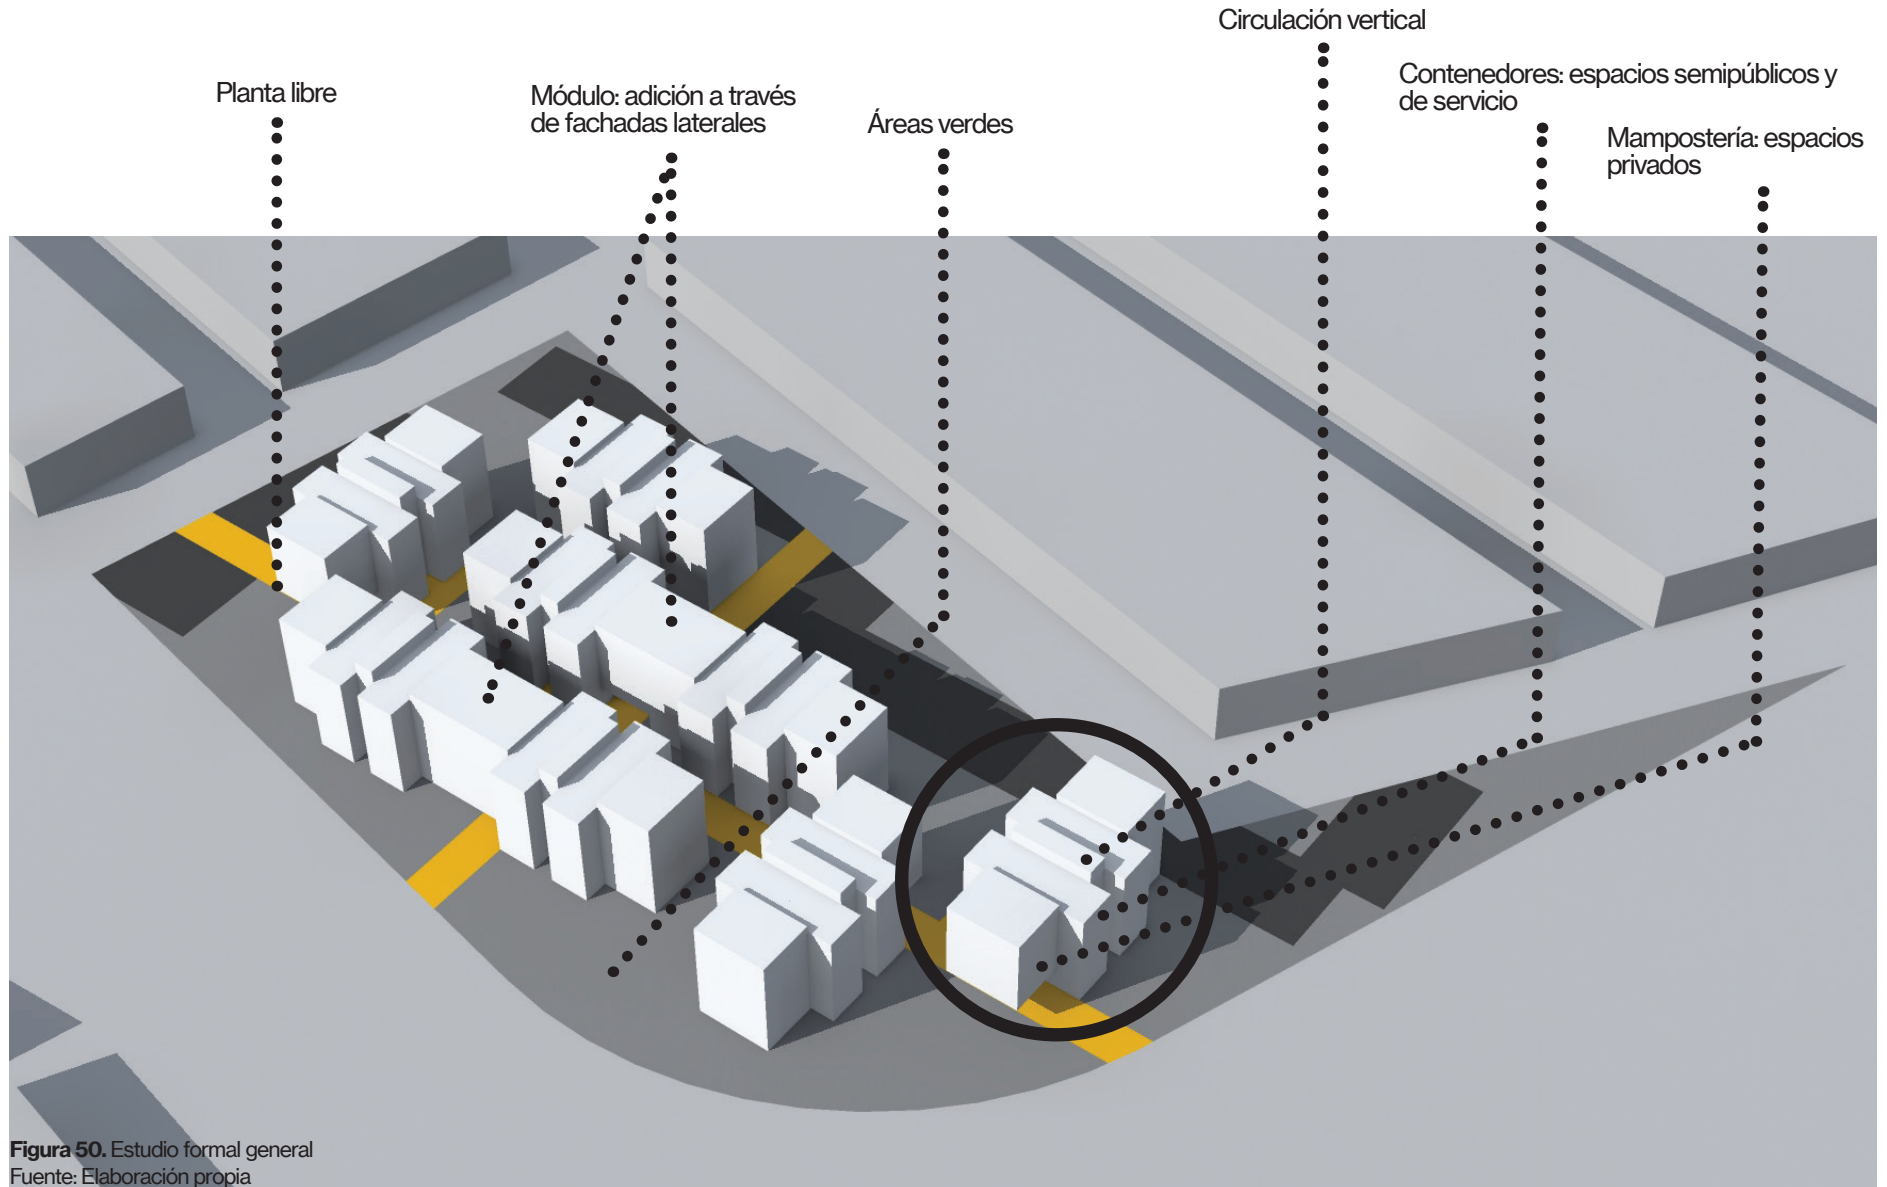 Circulación vertical
Contenedores: espacios semipúblicos y
de servicio
Planta libre
Módulo: adición a través
de fachadas laterales
Áreas verdes
Mampostería: espacios
privados
Figura 50. Estudio formal general
Fuente: Elaboración propia